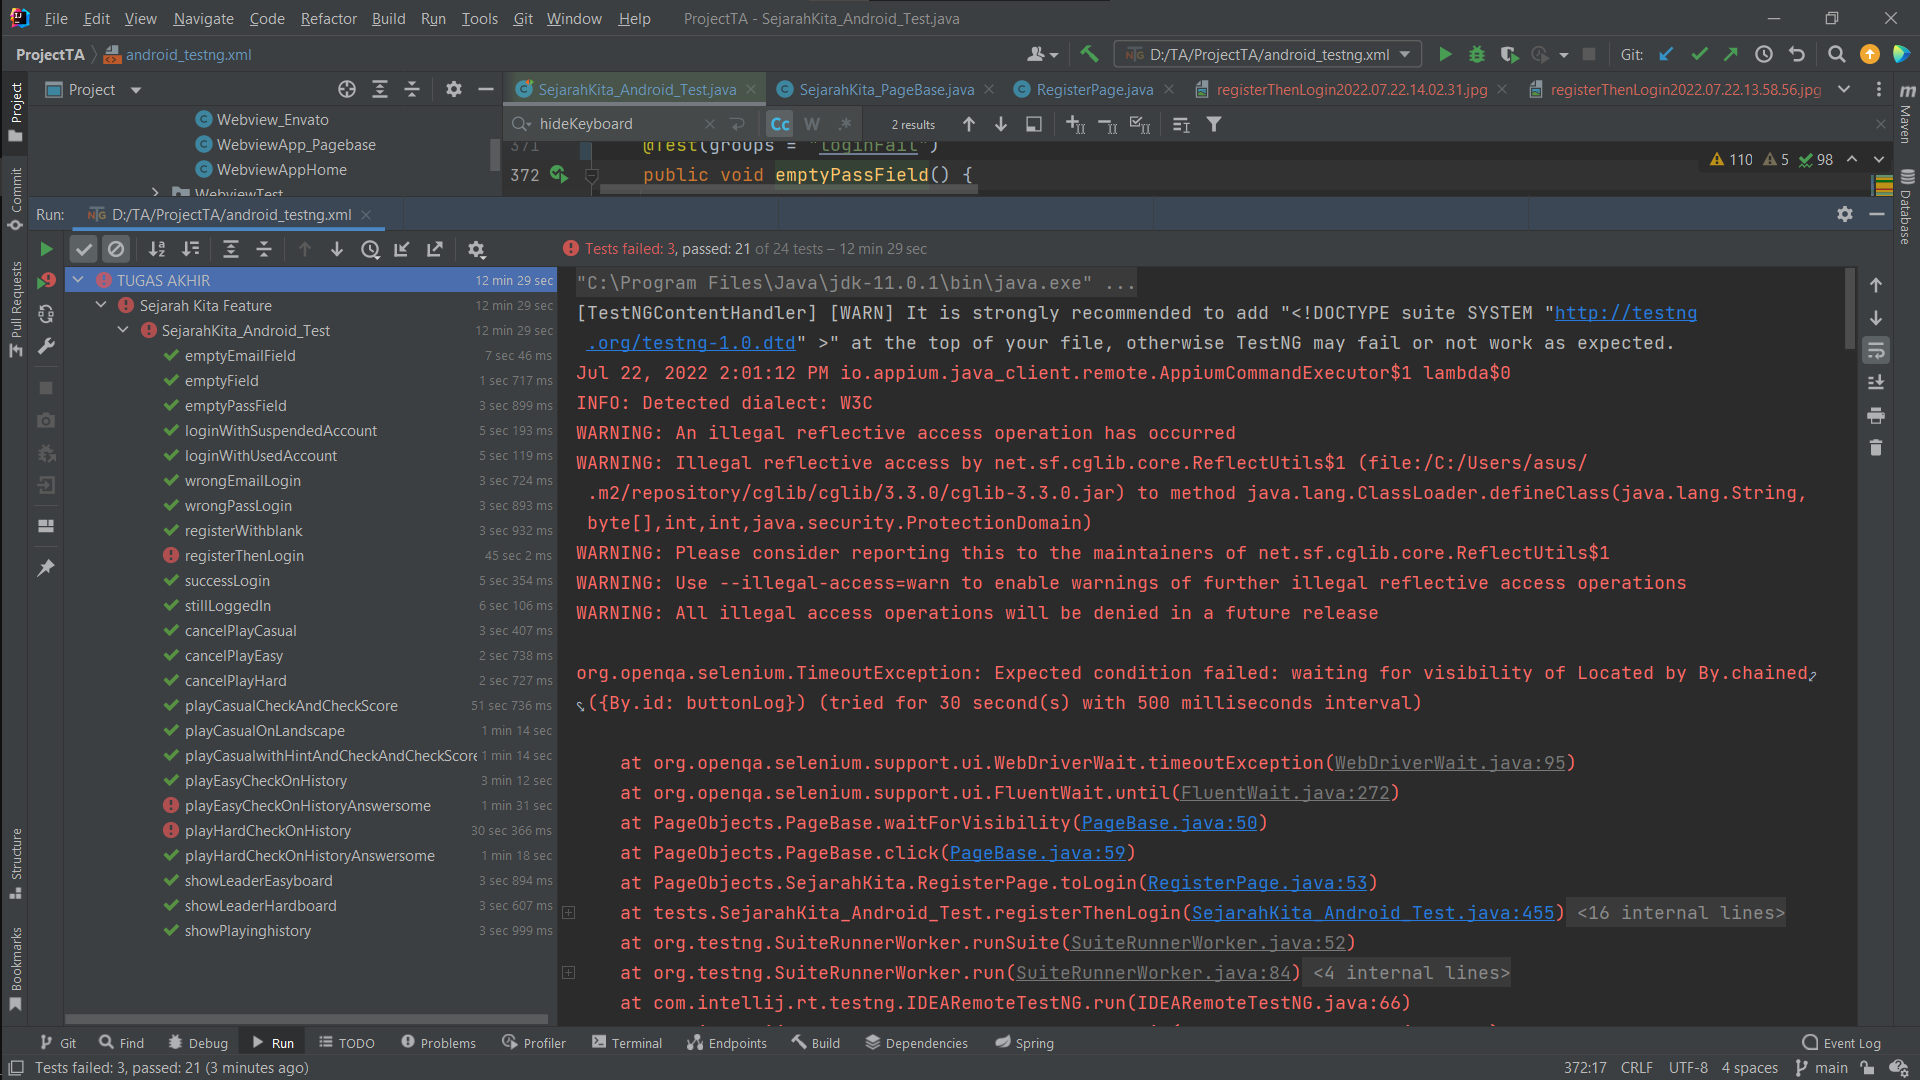 File Edit View Navigate Code Refactor Build Run Tools Git Window Help ProjectTA - SejarahKita_Android_Test.java
ProjectTA android_testng.xml D:/TA/ProjectTA/android_testng.xml Git:
Project SejarahKita_Android_Test.java SejarahKita_PageBase.java RegisterPage.java registerThenLogin2022.07.22.14.02.31.jpg registerThenLogin2022.07.22.13.58.56.jpg
Webview_Envato
WebviewApp_Pagebase
WebviewAppHome
WebviewTest
hideKeyboard Cc W .* 2 results
371 @Test(groups = "loginFail")
372 public void emptyPassField() {
110 5 98
Project
Commit
Pull Requests
Structure
Bookmarks
Maven
Database
Run: D:/TA/ProjectTA/android_testng.xml
Tests failed: 3, passed: 21 of 24 tests – 12 min 29 sec
TUGAS AKHIR 12 min 29 sec
Sejarah Kita Feature 12 min 29 sec
SejarahKita_Android_Test 12 min 29 sec
emptyEmailField 7 sec 46 ms
emptyField 1 sec 717 ms
emptyPassField 3 sec 899 ms
loginWithSuspendedAccount 5 sec 193 ms
loginWithUsedAccount 5 sec 119 ms
wrongEmailLogin 3 sec 724 ms
wrongPassLogin 3 sec 893 ms
registerWithblank 3 sec 932 ms
registerThenLogin 45 sec 2 ms
successLogin 5 sec 354 ms
stillLoggedIn 6 sec 106 ms
cancelPlayCasual 3 sec 407 ms
cancelPlayEasy 2 sec 738 ms
cancelPlayHard 2 sec 727 ms
playCasualCheckAndCheckScore 51 sec 736 ms
playCasualOnLandscape 1 min 14 sec
playCasualwithHintAndCheckAndCheckScore 1 min 14 sec
playEasyCheckOnHistory 3 min 12 sec
playEasyCheckOnHistoryAnswersome 1 min 31 sec
playHardCheckOnHistory 30 sec 366 ms
playHardCheckOnHistoryAnswersome 1 min 18 sec
showLeaderEasyboard 3 sec 894 ms
showLeaderHardboard 3 sec 607 ms
showPlayinghistory 3 sec 999 ms
"C:\Program Files\Java\jdk-11.0.1\bin\java.exe" ...
[TestNGContentHandler] [WARN] It is strongly recommended to add "<!DOCTYPE suite SYSTEM "http://testng
.org/testng-1.0.dtd" >" at the top of your file, otherwise TestNG may fail or not work as expected.
Jul 22, 2022 2:01:12 PM io.appium.java_client.remote.AppiumCommandExecutor$1 lambda$0
INFO: Detected dialect: W3C
WARNING: An illegal reflective access operation has occurred
WARNING: Illegal reflective access by net.sf.cglib.core.ReflectUtils$1 (file:/C:/Users/asus/
.m2/repository/cglib/cglib/3.3.0/cglib-3.3.0.jar) to method java.lang.ClassLoader.defineClass(java.lang.String,
byte[],int,int,java.security.ProtectionDomain)
WARNING: Please consider reporting this to the maintainers of net.sf.cglib.core.ReflectUtils$1
WARNING: Use --illegal-access=warn to enable warnings of further illegal reflective access operations
WARNING: All illegal access operations will be denied in a future release
org.openqa.selenium.TimeoutException: Expected condition failed: waiting for visibility of Located by By.chained
({By.id: buttonLog}) (tried for 30 second(s) with 500 milliseconds interval)
at org.openqa.selenium.support.ui.WebDriverWait.timeoutException(WebDriverWait.java:95)
at org.openqa.selenium.support.ui.FluentWait.until(FluentWait.java:272)
at PageObjects.PageBase.waitForVisibility(PageBase.java:50)
at PageObjects.PageBase.click(PageBase.java:59)
at PageObjects.SejarahKita.RegisterPage.toLogin(RegisterPage.java:53)
at tests.SejarahKita_Android_Test.registerThenLogin(SejarahKita_Android_Test.java:455) <16 internal lines>
at org.testng.SuiteRunnerWorker.runSuite(SuiteRunnerWorker.java:52)
at org.testng.SuiteRunnerWorker.run(SuiteRunnerWorker.java:84) <4 internal lines>
at com.intellij.rt.testng.IDEARemoteTestNG.run(IDEARemoteTestNG.java:66)
Git Find Debug Run TODO Problems Profiler Terminal Endpoints Build Dependencies Spring Event Log
Tests failed: 3, passed: 21 (3 minutes ago) 372:17 CRLF UTF-8 4 spaces main